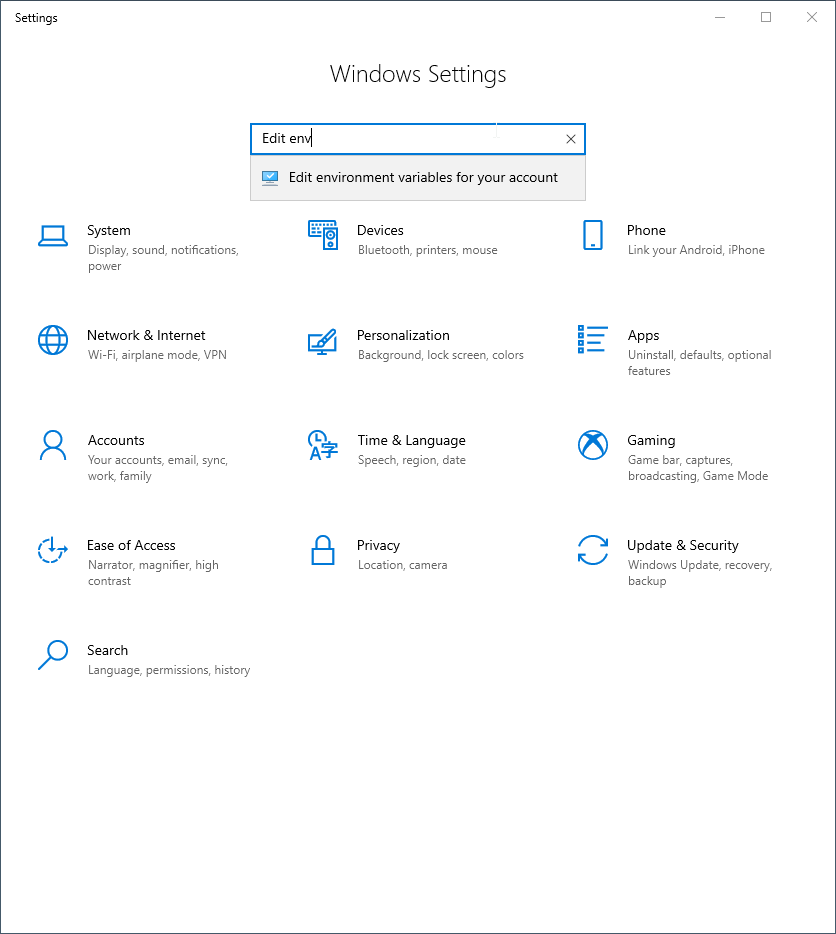 Settings
Windows Settings
Edit env
Edit environment variables for your account
System
Display, sound, notifications,
power
Devices
Bluetooth, printers, mouse
Phone
Link your Android, iPhone
Network & Internet
Wi-Fi, airplane mode, VPN
Personalization
Background, lock screen, colors
Apps
Uninstall, defaults, optional
features
Accounts
Your accounts, email, sync,
work, family
Time & Language
Speech, region, date
Gaming
Game bar, captures,
broadcasting, Game Mode
Ease of Access
Narrator, magnifier, high
contrast
Privacy
Location, camera
Update & Security
Windows Update, recovery,
backup
Search
Language, permissions, history